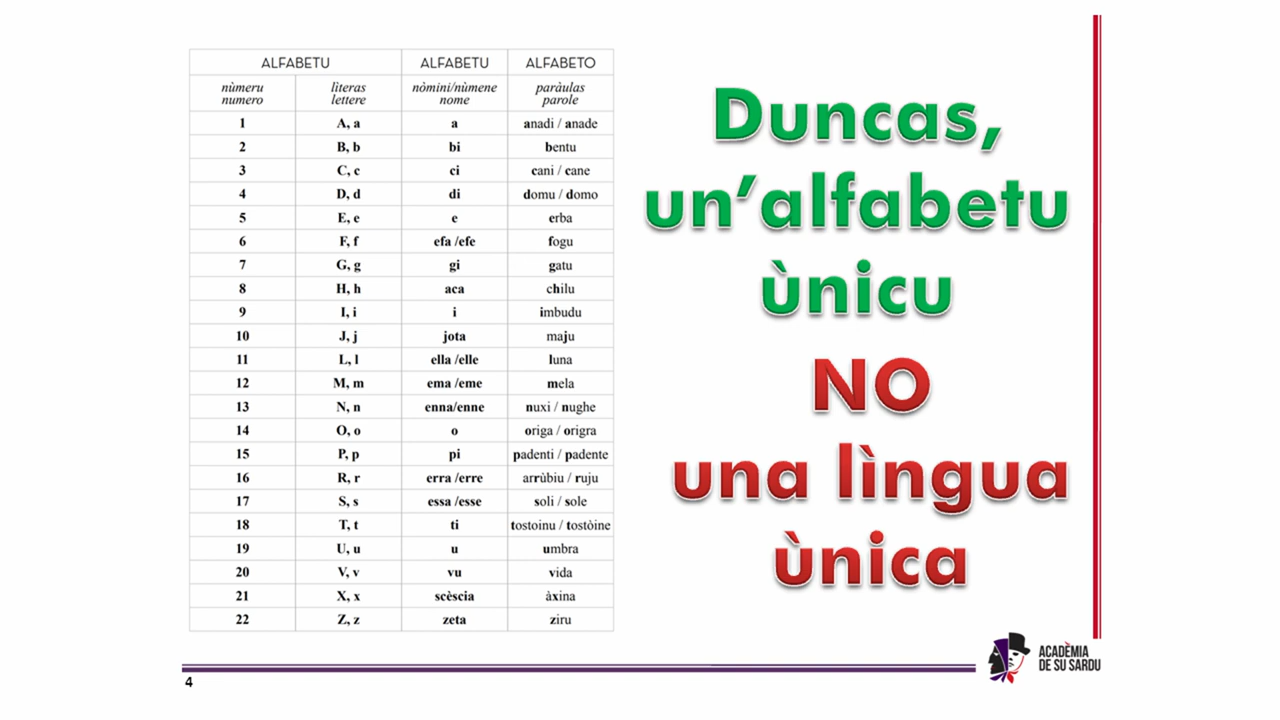 ALFABETU ALFABETU ALFABETO
nùmeru lìteras nòmini/nùmene paràulas
numero lettere nome parole
1 A, a a anadi / anade
2 B, b bi bentu
3 C, c ci cani / cane
4 D, d di domu / domo
5 E, e e erba
6 F, f efa /efe fogu
7 G, g gi gatu
8 H, h aca chilu
9 I, i i imbudu
10 J, j jota maju
11 L, l ella /elle luna
12 M, m ema /eme mela
13 N, n enna/enne nuxi / nughe
14 O, o o origa / origra
15 P, p pi padenti / padente
16 R, r erra /erre arrùbiu / ruju
17 S, s essa /esse soli / sole
18 T, t ti tostoinu / tostòine
19 U, u u umbra
20 V, v vu vida
21 X, x scèscia àxina
22 Z, z zeta ziru
Duncas,
un'alfabetu
ùnicu
NO
una lìngua
ùnica
ACADÈMIA
DE SU SARDU
4